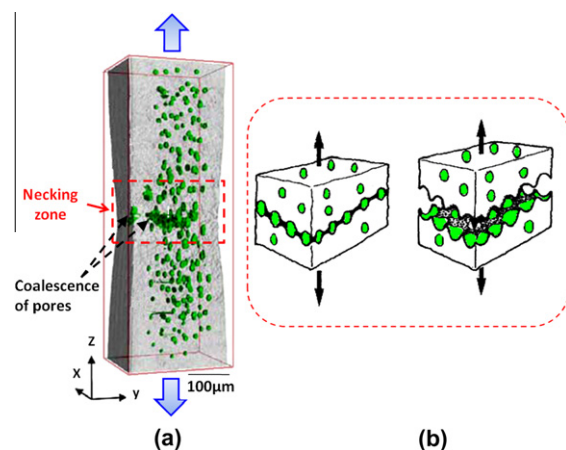 Necking
zone
Coalescence
of pores
Z
X
y
100µm
(a)
(b)